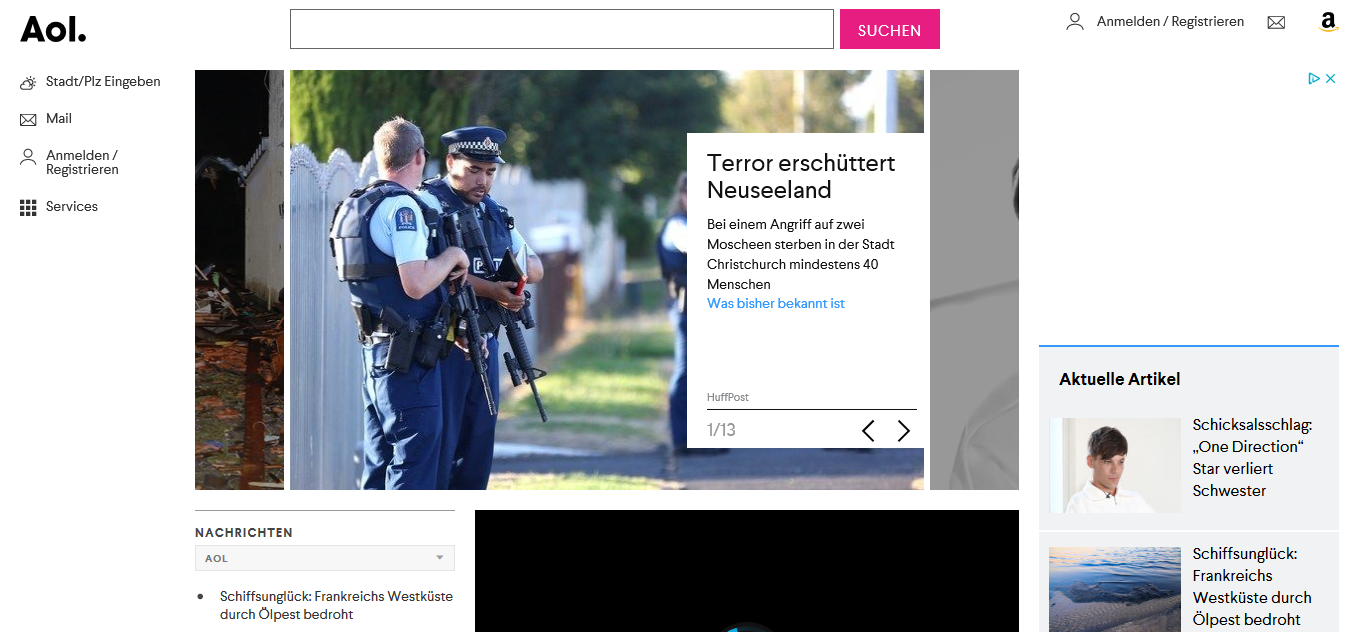 Aol.
SUCHEN
Anmelden / Registrieren
a
Stadt/Plz Eingeben
Mail
Anmelden /
Registrieren
Services
POLICE
Terror erschüttert
Neuseeland
Bei einem Angriff auf zwei
Moscheen sterben in der Stadt
Christchurch mindestens 40
Menschen
Was bisher bekannt ist
HuffPost
1/13
Aktuelle Artikel
Schicksalsschlag:
„One Direction“
Star verliert
Schwester
Schiffsunglück:
Frankreichs
Westküste durch
Ölpest bedroht
NACHRICHTEN
AOL
Schiffsunglück: Frankreichs Westküste
durch Ölpest bedroht